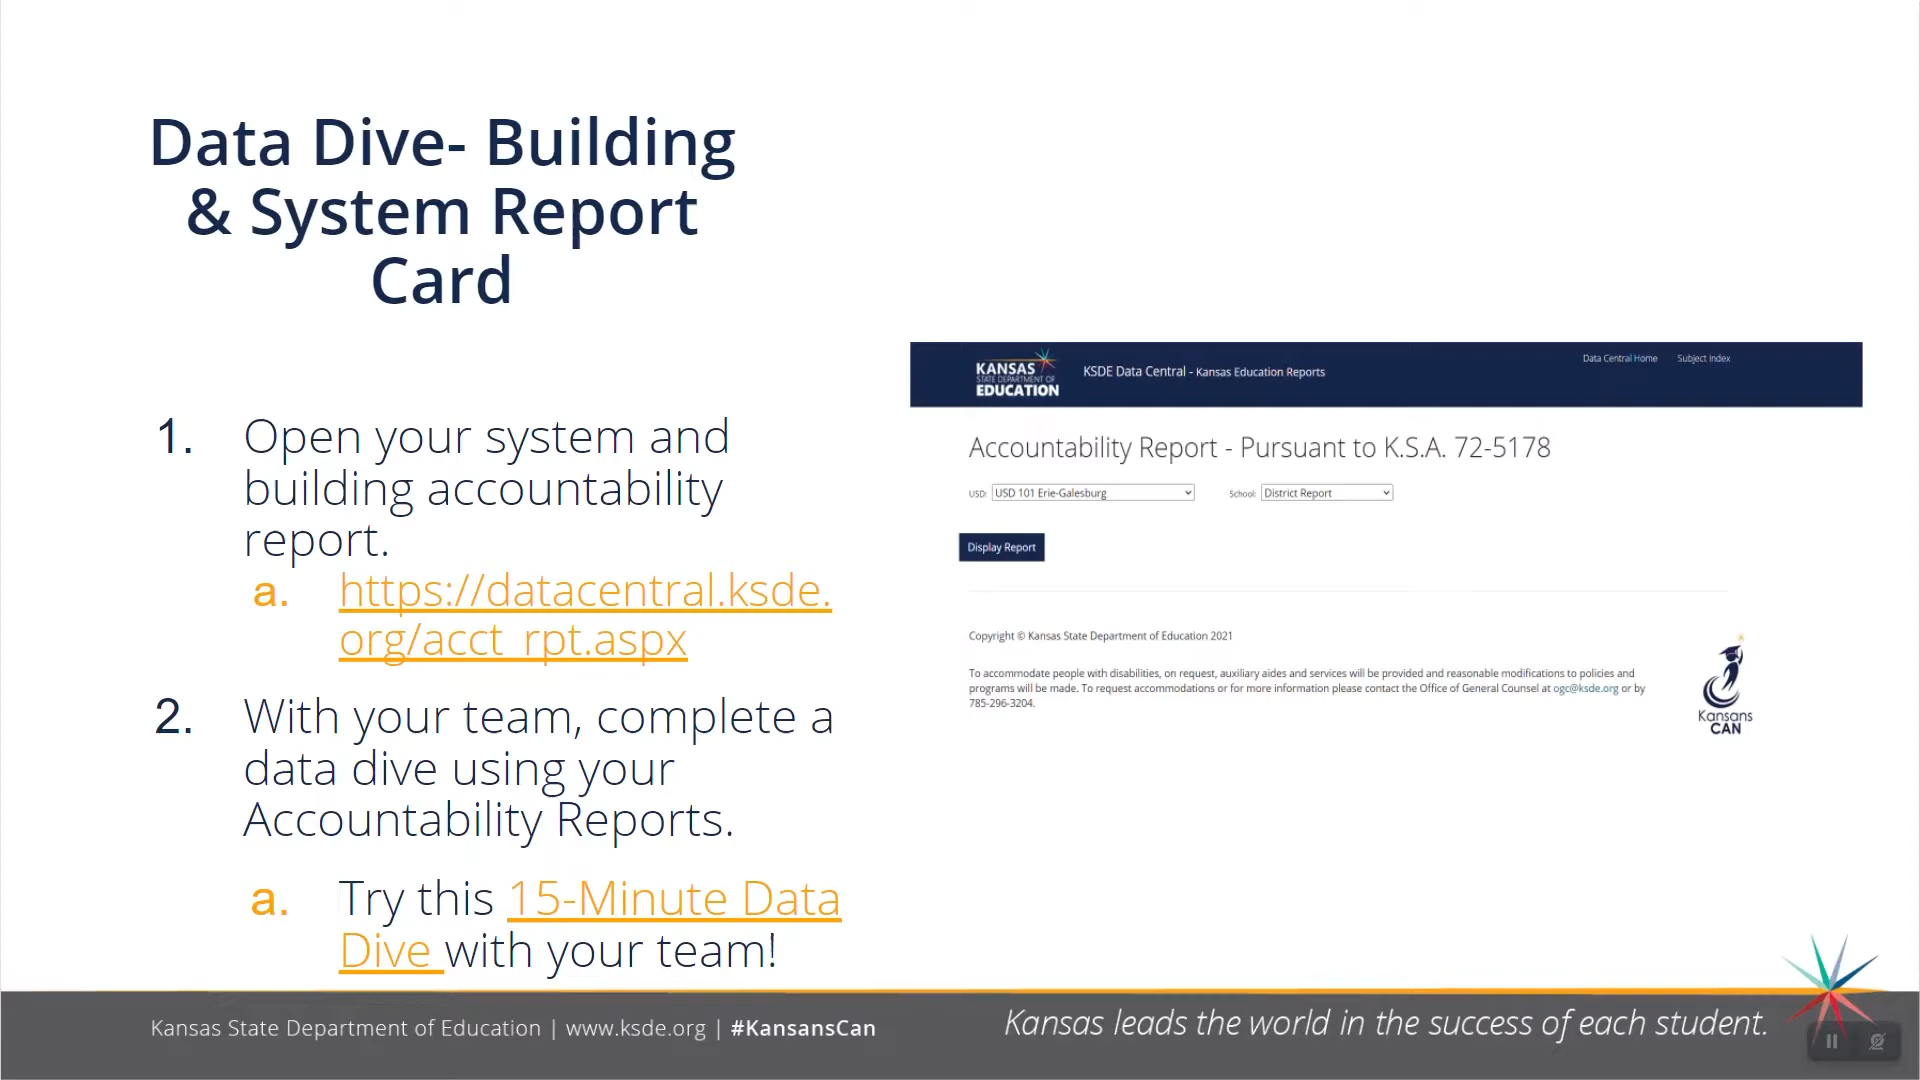 Data Dive- Building
& System Report
Card
1. Open your system and
building accountability
report.
a. https://datacentral.ksde.
org/acct_rpt.aspx
2. With your team, complete a
data dive using your
Accountability Reports.
a. Try this 15-Minute Data
Dive with your team!
KANSAS
STATE DEPARTMENT OF
EDUCATION
KSDE Data Central - Kansas Education Reports
Data Central Home Subject Index
Accountability Report - Pursuant to K.S.A. 72-5178
USD: USD 101 Erie-Galesburg School: District Report
Display Report
Copyright © Kansas State Department of Education 2021
To accommodate people with disabilities, on request, auxiliary aides and services will be provided and reasonable modifications to policies and
programs will be made. To request accommodations or for more information please contact the Office of General Counsel at ogc@ksde.org or by
785-296-3204.
Kansans
CAN
Kansas State Department of Education | www.ksde.org | #KansansCan
Kansas leads the world in the success of each student.